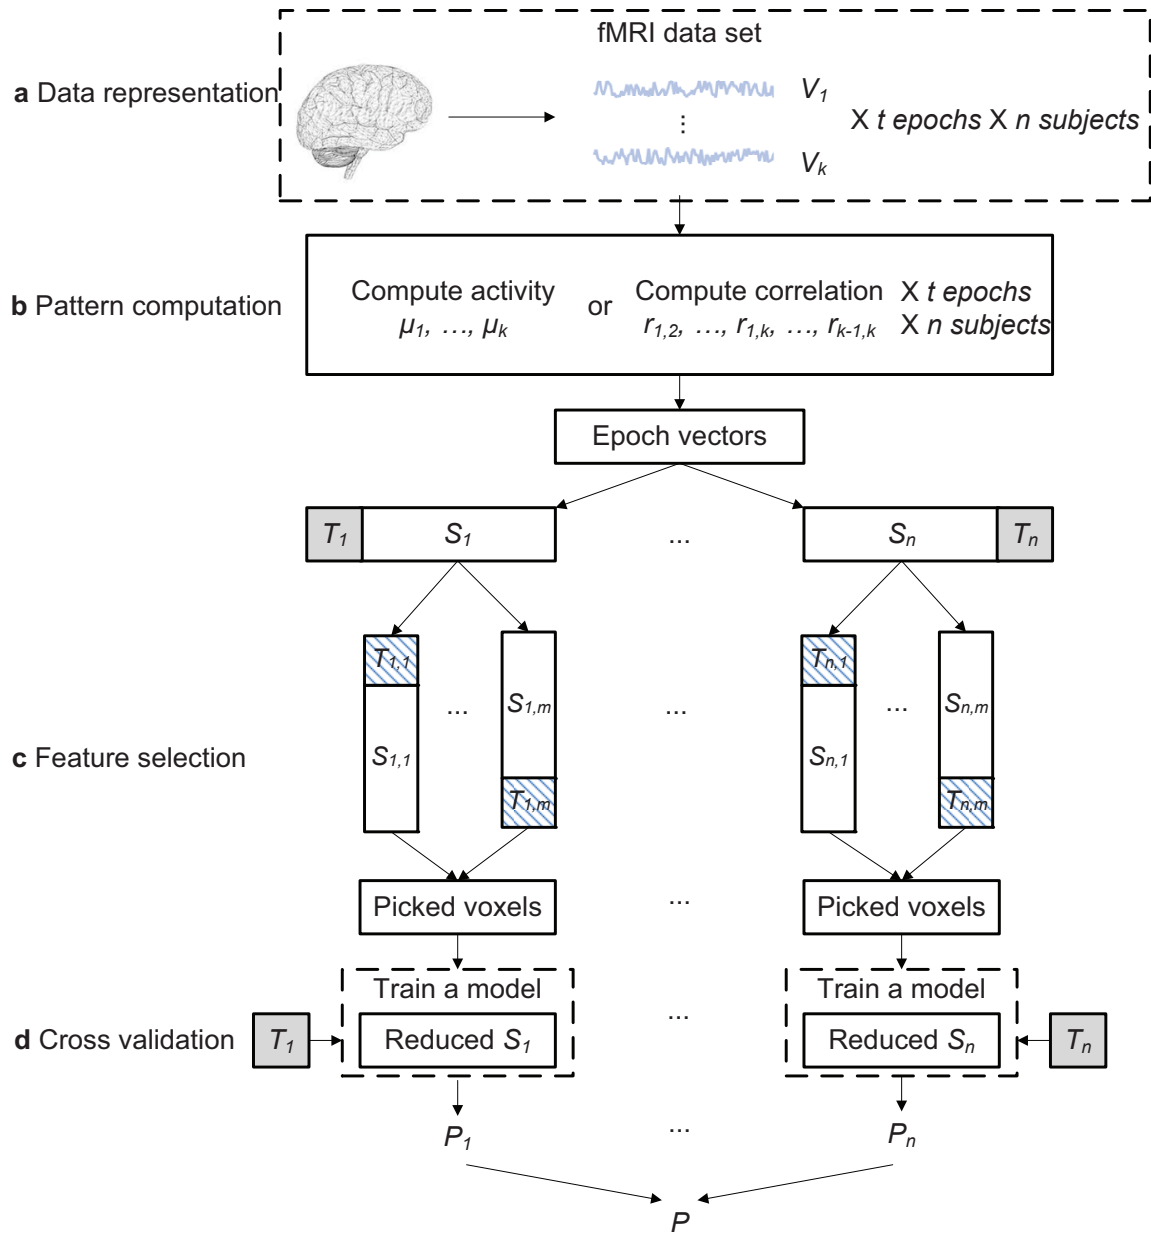 fMRI data set
a Data representation
V1
⋮
X t epochs X n subjects
Vk
b Pattern computation
Compute activity
μ1, …, μk
or
Compute correlation
r1,2, …, r1,k, …, rk-1,k
X t epochs
X n subjects
Epoch vectors
T1 S1 ... Sn Tn
T1,1 ... S1,m ... Tn,1 ... Sn,m
c Feature selection
S1,1 T1,m Sn,1 Tn,m
Picked voxels ... Picked voxels
Train a model ... Train a model
d Cross validation
T1 Reduced S1 Reduced Sn Tn
P1 ... Pn
P